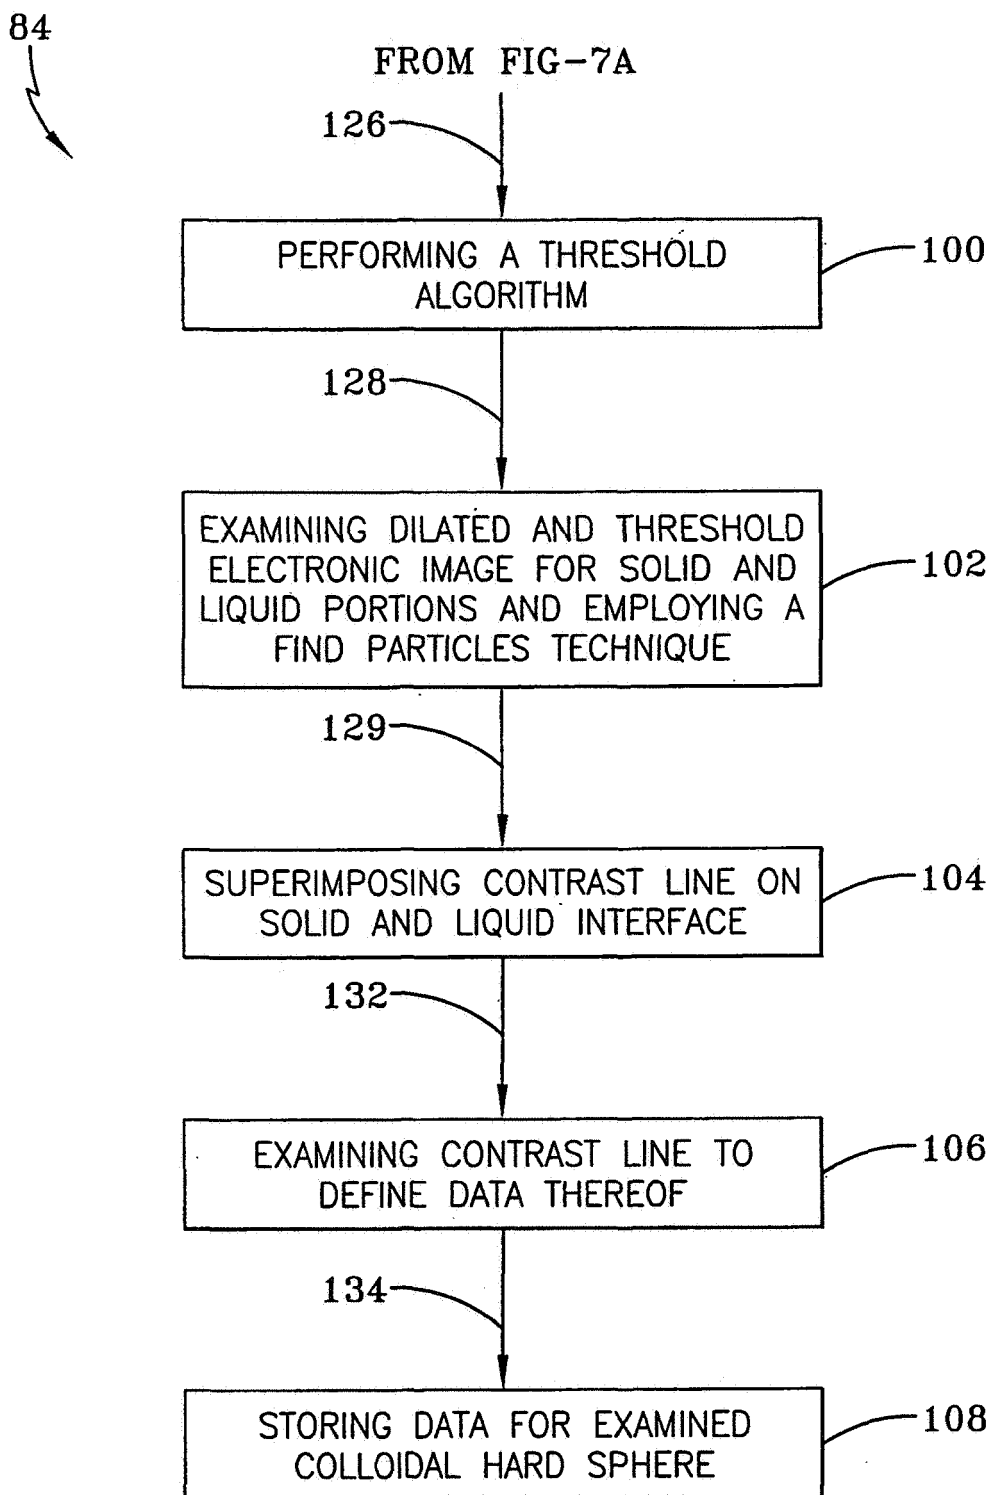 84
FROM FIG-7A
126
PERFORMING A THRESHOLD
ALGORITHM
100
128
EXAMINING DILATED AND THRESHOLD
ELECTRONIC IMAGE FOR SOLID AND
LIQUID PORTIONS AND EMPLOYING A
FIND PARTICLES TECHNIQUE
102
129
SUPERIMPOSING CONTRAST LINE ON
SOLID AND LIQUID INTERFACE
104
132
EXAMINING CONTRAST LINE TO
DEFINE DATA THEREOF
106
134
STORING DATA FOR EXAMINED
COLLOIDAL HARD SPHERE
108